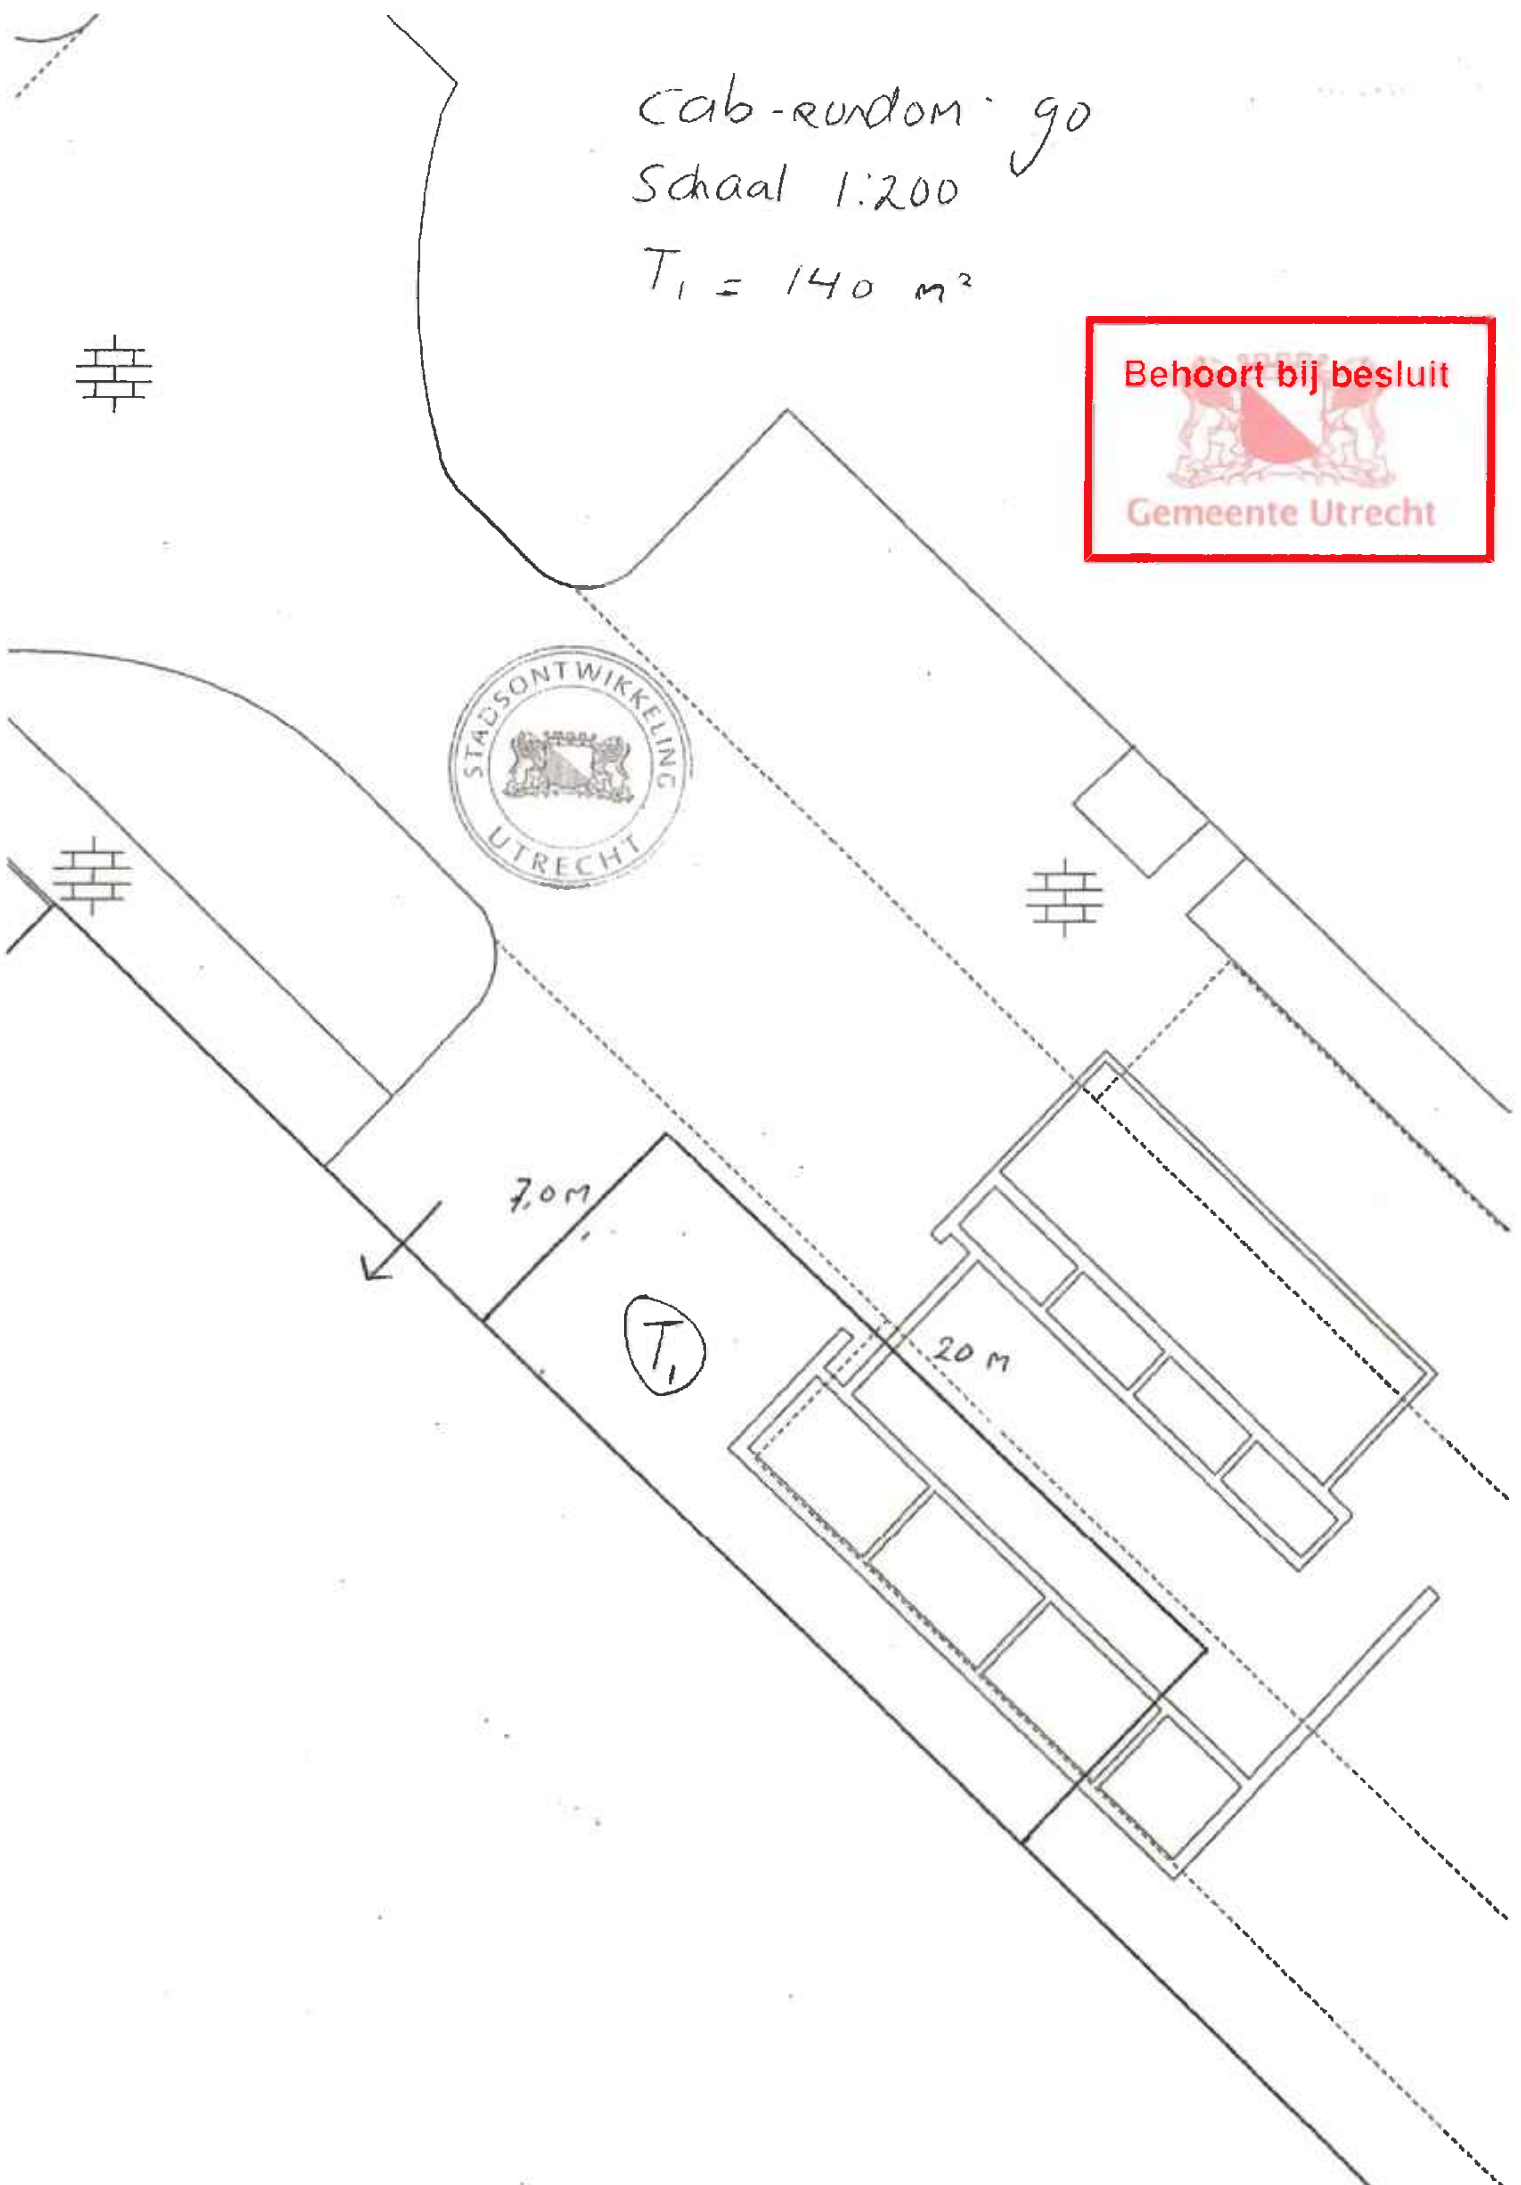 cab-rondom 90
Schaal 1:200
T1 = 140 m²
Behoort bij besluit
Gemeente Utrecht
STADSONTWIKKELING
UTRECHT
7,0 m
T1
20 m